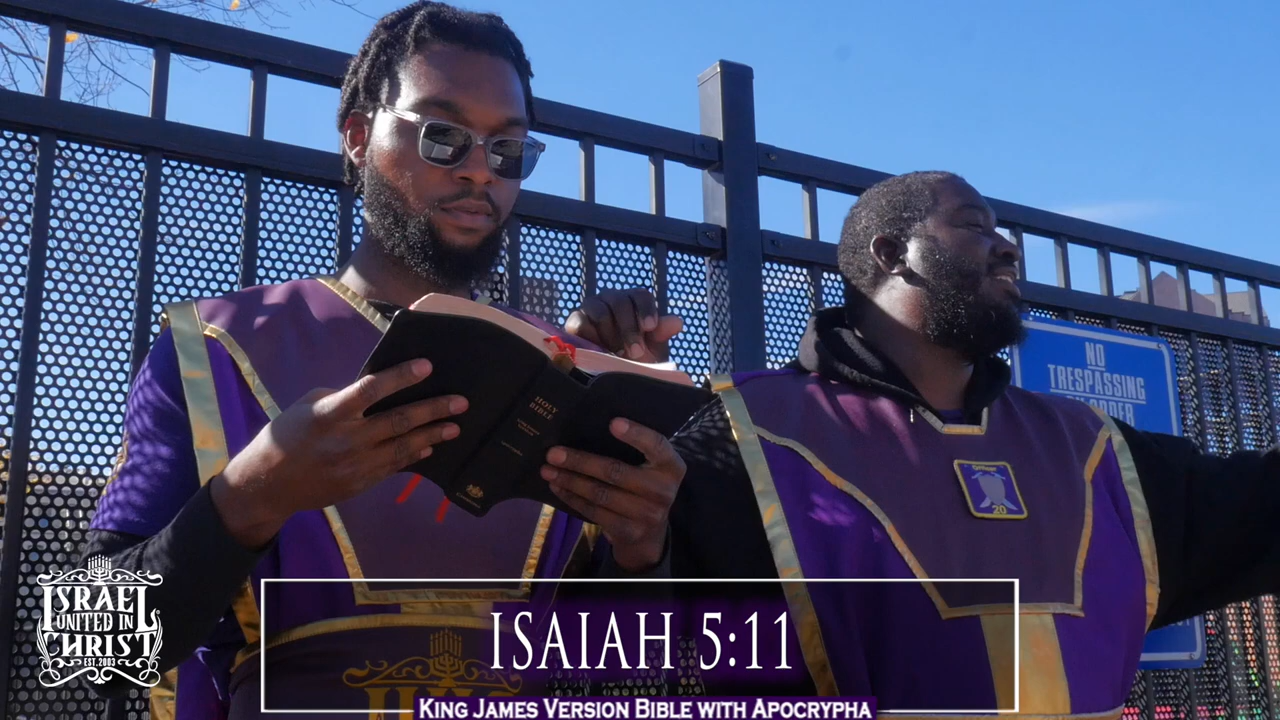 NO
TRESPASSING
HOLY
BIBLE
20
ISRAEL
UNITED IN
CHRIST
EST. 2003
ISAIAH 5:11
KING JAMES VERSION BIBLE WITH APOCRYPHA